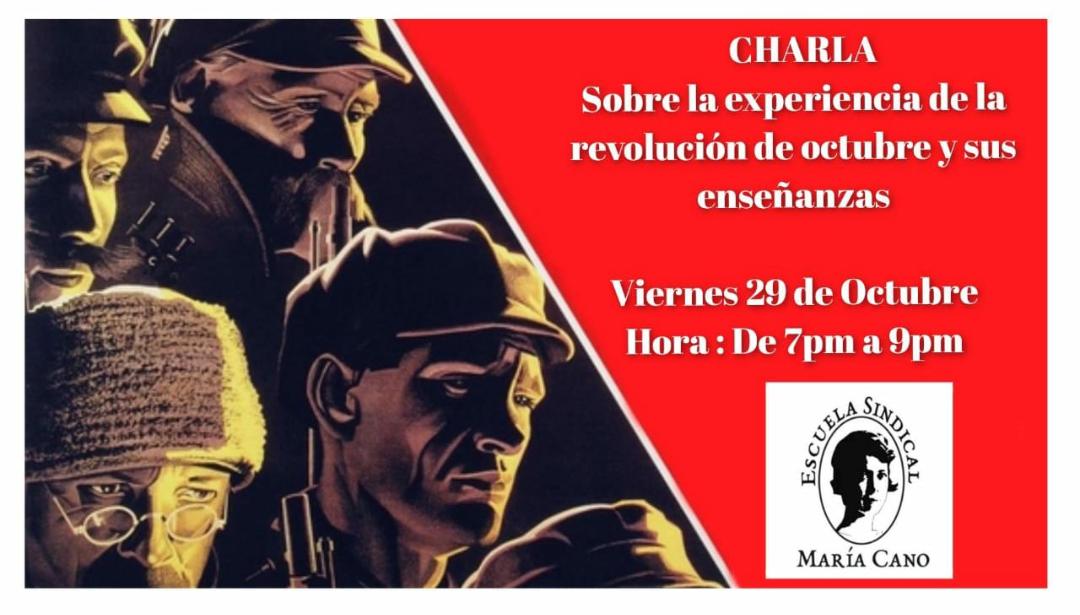 CHARLA
Sobre la experiencia de la
revolución de octubre y sus
enseñanzas
Viernes 29 de Octubre
Hora : De 7pm a 9pm
ESCUELA SINDICAL
MARÍA CANO